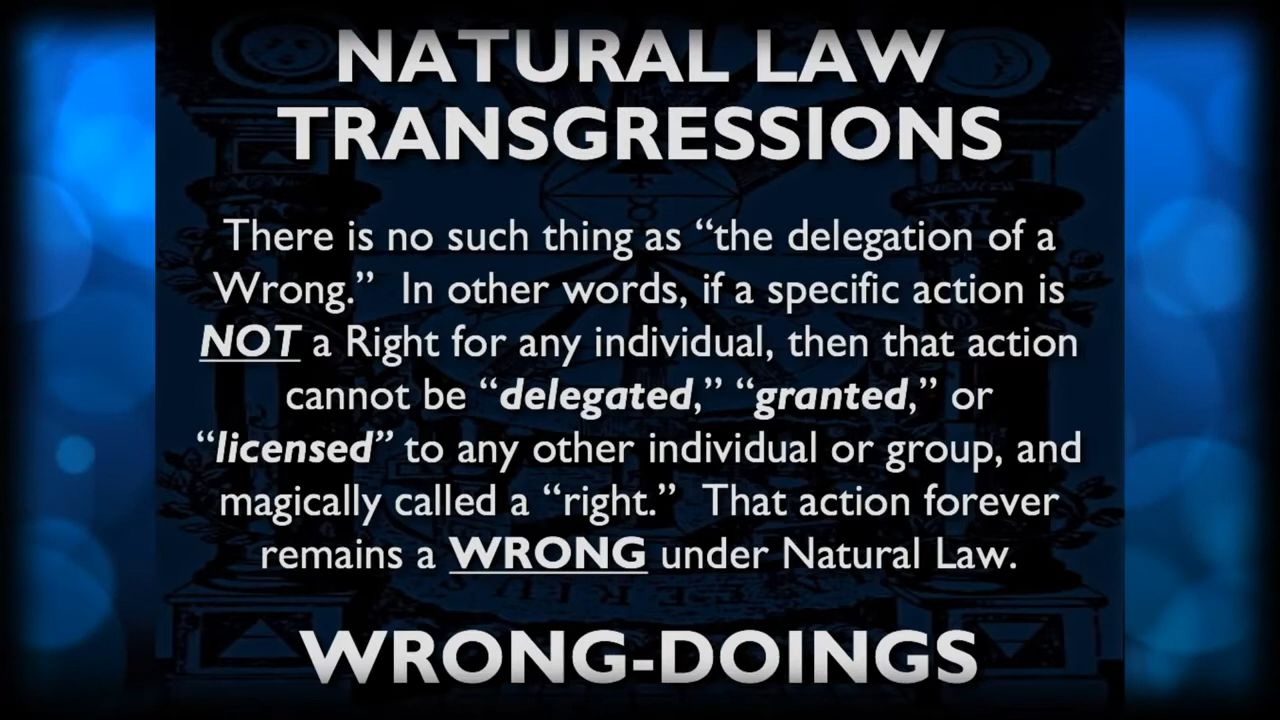 NATURAL LAW
TRANSGRESSIONS
There is no such thing as “the delegation of a
Wrong.” In other words, if a specific action is
NOT a Right for any individual, then that action
cannot be “delegated,” “granted,” or
“licensed” to any other individual or group, and
magically called a “right.” That action forever
remains a WRONG under Natural Law.
WRONG-DOINGS